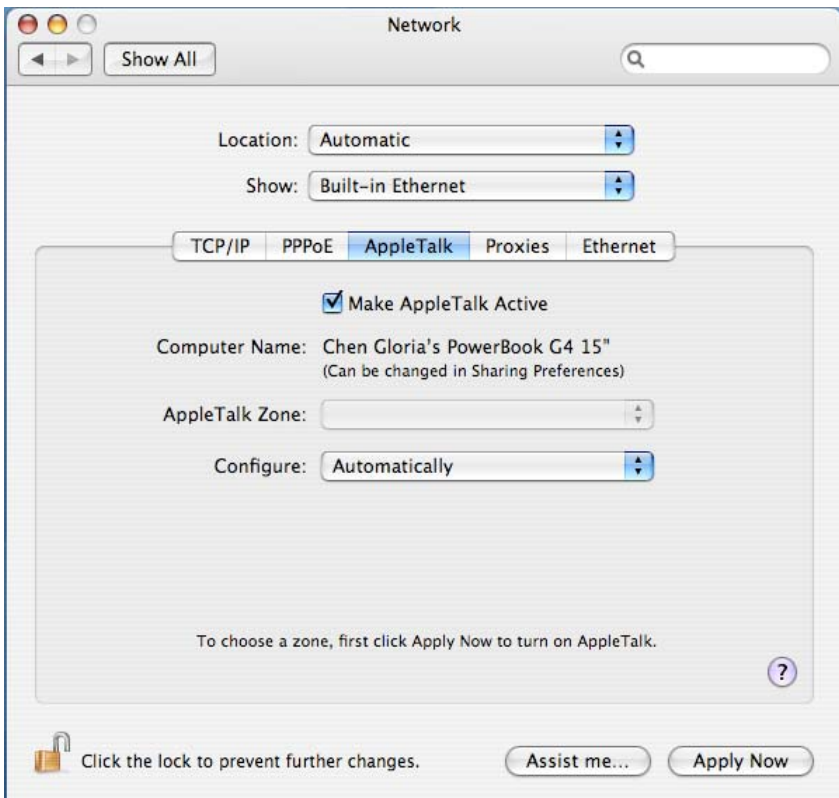 Network
Show All
Location: Automatic
Show: Built-in Ethernet
TCP/IP PPPoE AppleTalk Proxies Ethernet
Make AppleTalk Active
Computer Name: Chen Gloria's PowerBook G4 15"
(Can be changed in Sharing Preferences)
AppleTalk Zone:
Configure: Automatically
To choose a zone, first click Apply Now to turn on AppleTalk.
?
Click the lock to prevent further changes. Assist me... Apply Now